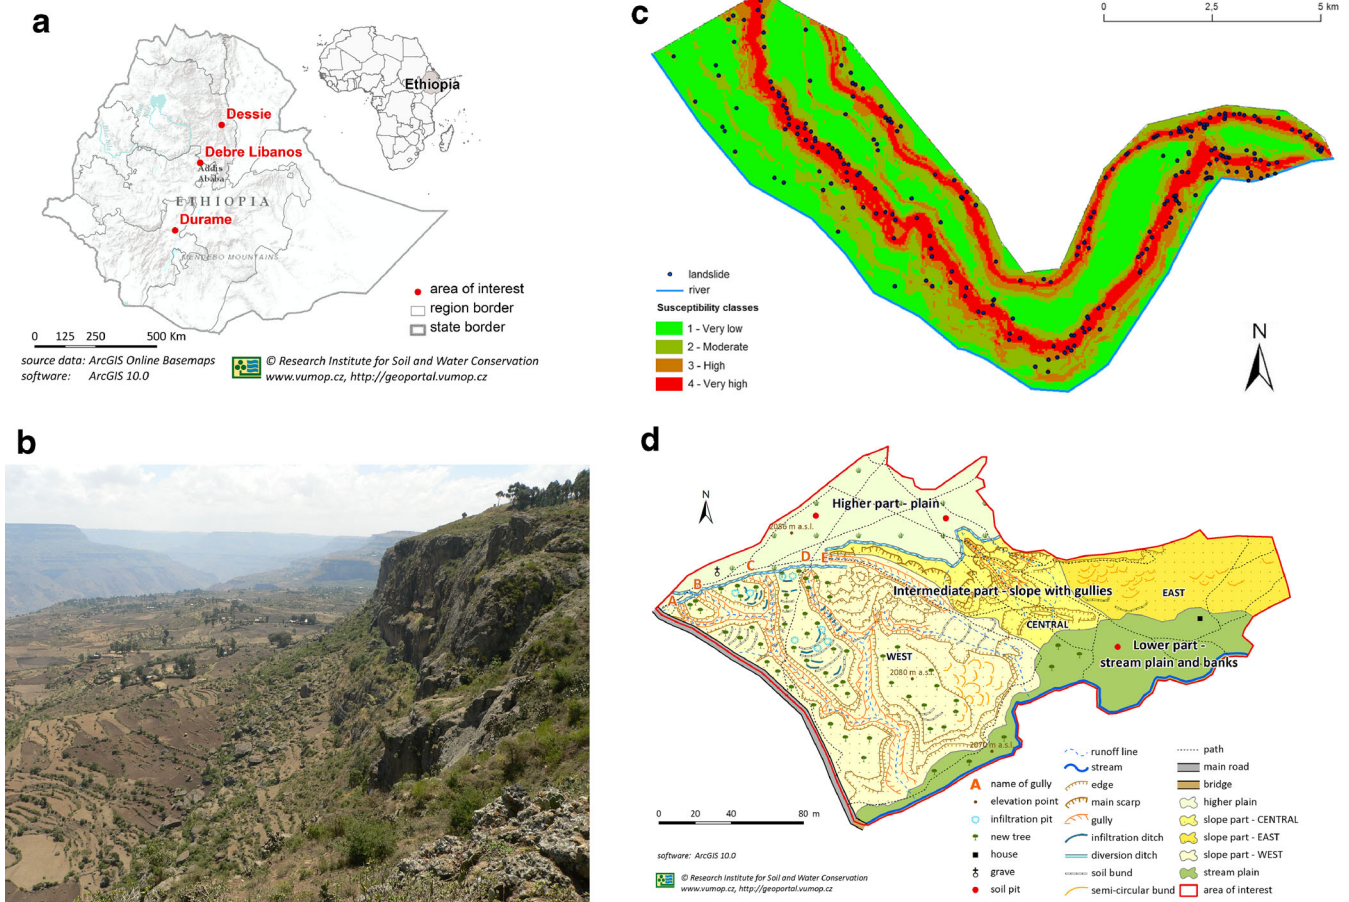 a
Ethiopia
Dessie
Debre Libanos
Addis
Ababa
ETHIOPIA
Durame
MENDEBO MOUNTAINS
area of interest
region border
state border
0 125 250 500 Km
source data: ArcGIS Online Basemaps
software: ArcGIS 10.0
© Research Institute for Soil and Water Conservation
www.vumop.cz, http://geoportal.vumop.cz
b
c
0 2,5 5 km
landslide
river
Susceptibility classes
1 - Very low
2 - Moderate
3 - High
4 - Very high
N
d
N
Higher part - plain
2086 m a.s.l.
A B C D E
Intermediate part - slope with gullies
EAST
CENTRAL
WEST
Lower part -
stream plain and banks
2080 m a.s.l.
2070 m a.s.l.
0 20 40 80 m
software: ArcGIS 10.0
© Research Institute for Soil and Water Conservation
www.vumop.cz, http://geoportal.vumop.cz
A name of gully
elevation point
infiltration pit
new tree
house
grave
soil pit
runoff line
stream
edge
main scarp
gully
infiltration ditch
diversion ditch
soil bund
semi-circular bund
path
main road
bridge
higher plain
slope part - CENTRAL
slope part - EAST
slope part - WEST
stream plain
area of interest